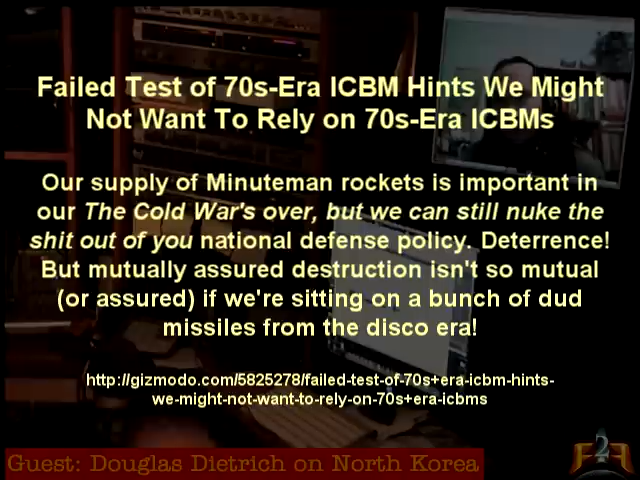 Failed Test of 70s-Era ICBM Hints We Might
Not Want To Rely on 70s-Era ICBMs
Our supply of Minuteman rockets is important in
our The Cold War's over, but we can still nuke the
shit out of you national defense policy. Deterrence!
But mutually assured destruction isn't so mutual
(or assured) if we're sitting on a bunch of dud
missiles from the disco era!
http://gizmodo.com/5825278/failed-test-of-70s+era-icbm-hints-
we-might-not-want-to-rely-on-70s+era-icbms
Guest: Douglas Dietrich on North Korea
F2F